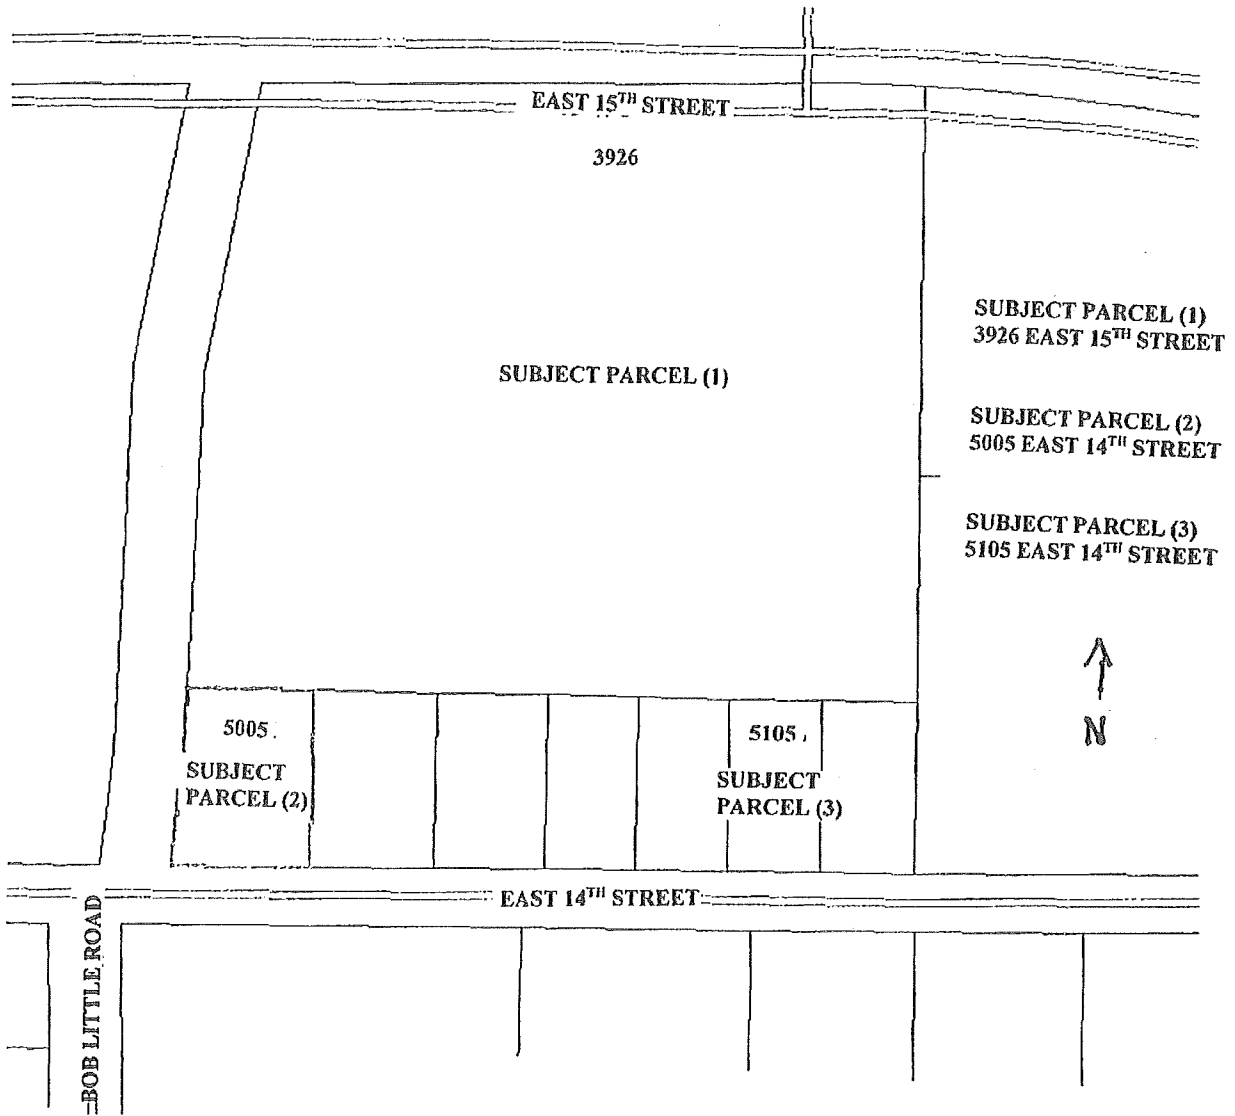 EAST 15TH STREET
3926
SUBJECT PARCEL (1)
SUBJECT PARCEL (1)
3926 EAST 15TH STREET
SUBJECT PARCEL (2)
5005 EAST 14TH STREET
SUBJECT PARCEL (3)
5105 EAST 14TH STREET
N
5005
SUBJECT
PARCEL (2)
5105
SUBJECT
PARCEL (3)
EAST 14TH STREET
BOB LITTLE ROAD